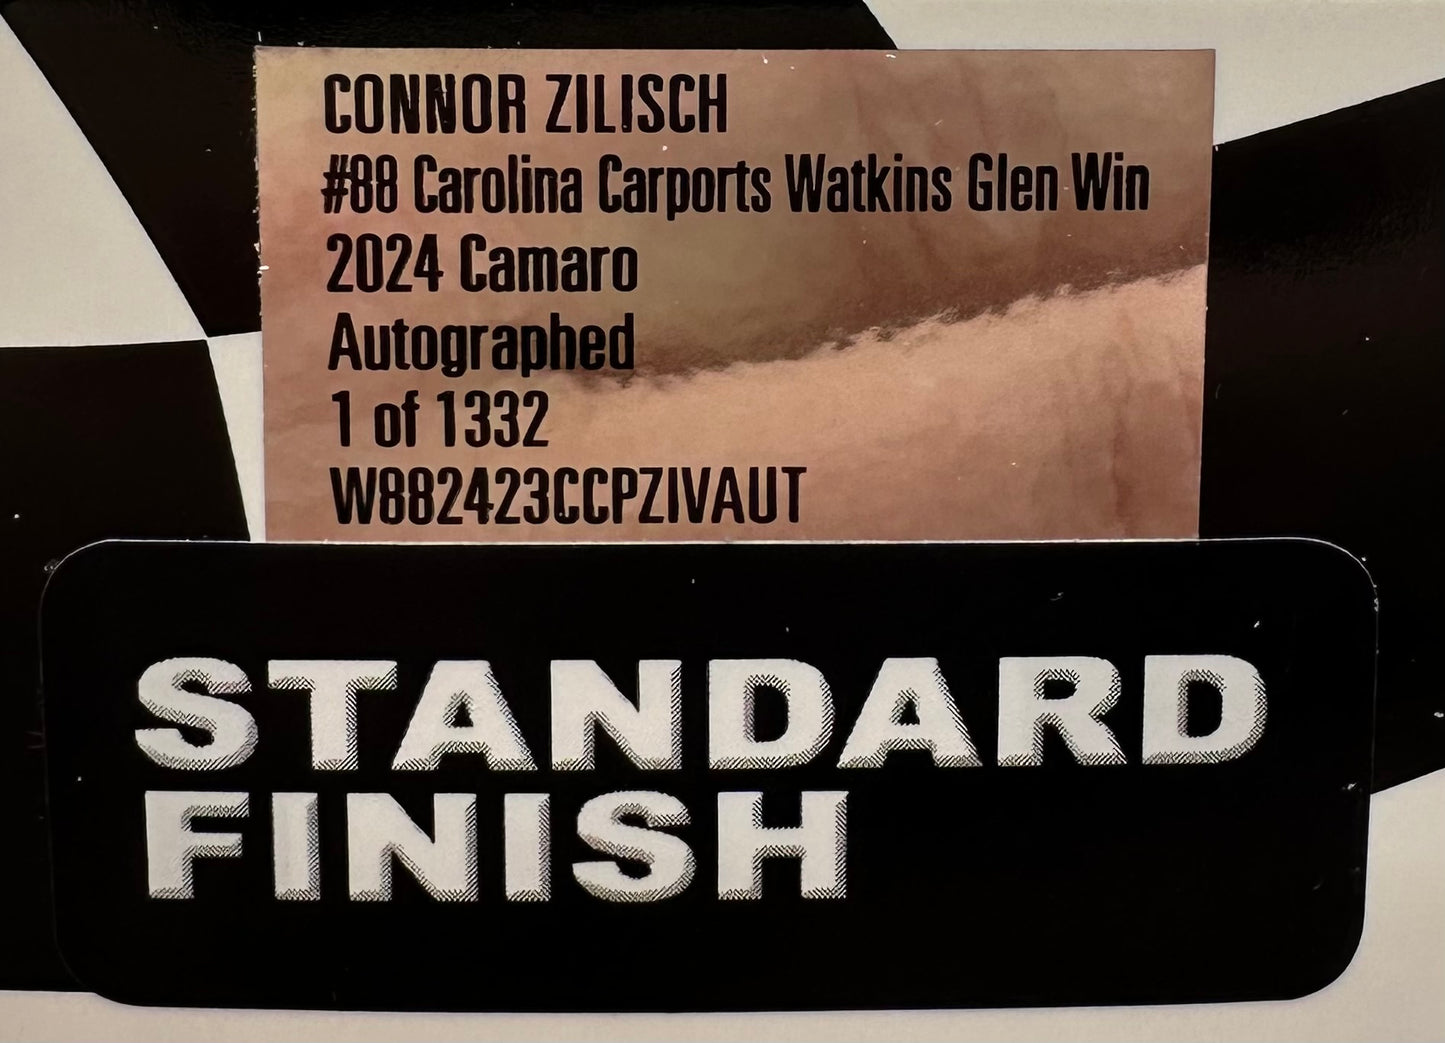 CONNOR ZILISCH
#88 Carolina Carports Watkins Glen Win
2024 Camaro
Autographed
1 of 1332
W882423CCPZIVAUT
STANDARD
FINISH